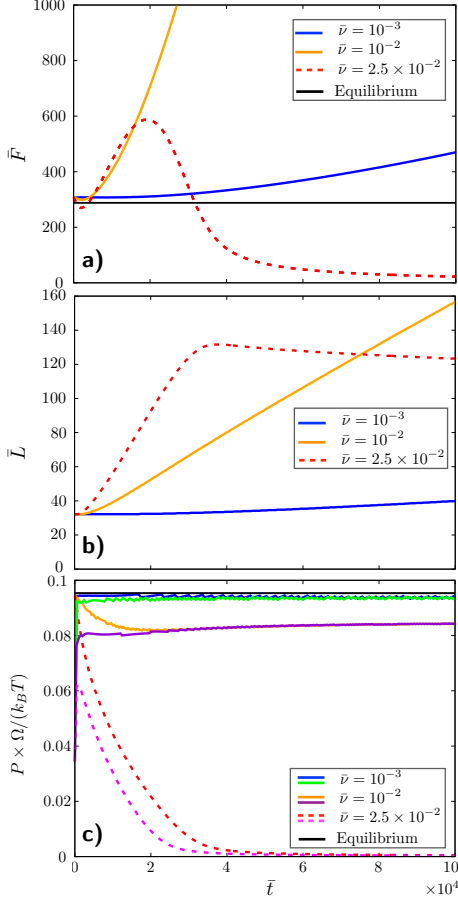 1000
800
600
400
200
0
F̄
ν̄ = 10⁻³
ν̄ = 10⁻²
ν̄ = 2.5 × 10⁻²
Equilibrium
a)
160
140
120
100
80
60
40
20
0
L̄
ν̄ = 10⁻³
ν̄ = 10⁻²
ν̄ = 2.5 × 10⁻²
b)
0.1
0.08
0.06
0.04
0.02
0
P × Ω/(k_BT)
ν̄ = 10⁻³
ν̄ = 10⁻²
ν̄ = 2.5 × 10⁻²
Equilibrium
c)
0 2 4 6 8 10
t̄ ×10⁴